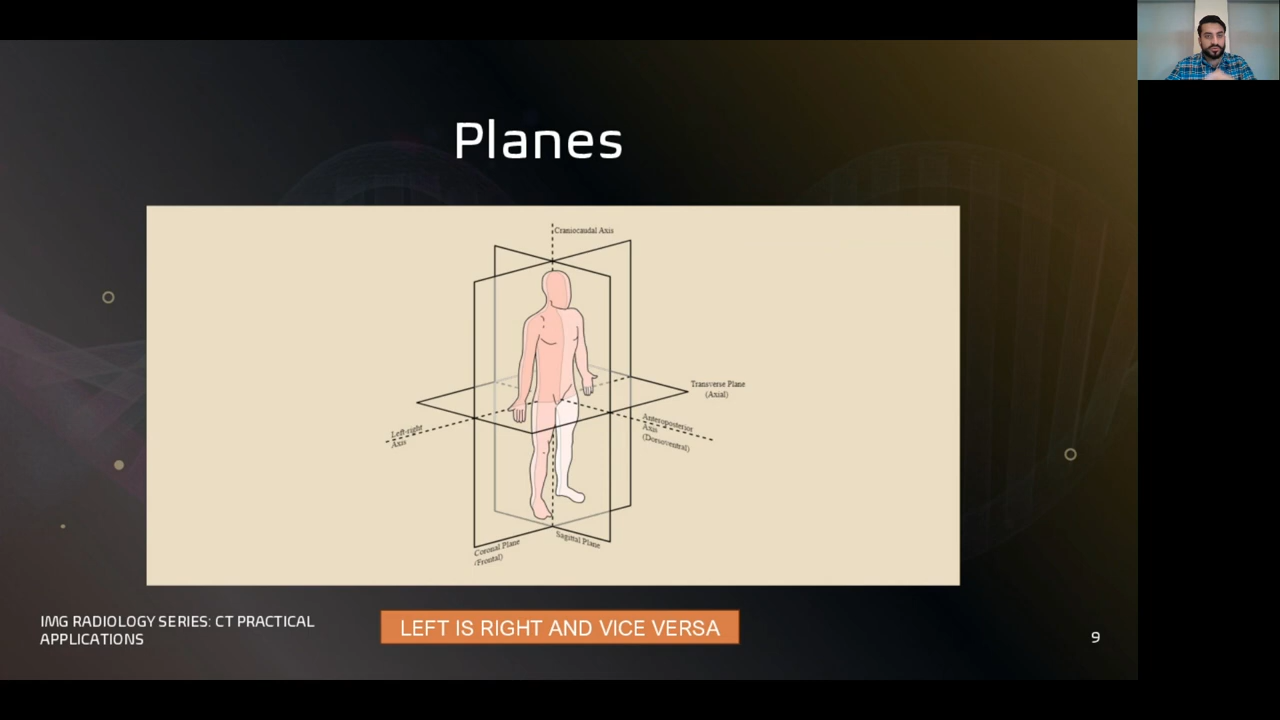 Planes
Craniocaudal Axis
Transverse Plane
(Axial)
Left-right
Axis
Anteroposterior
Axis
(Dorsoventral)
Coronal Plane
(Frontal)
Sagittal Plane
IMG RADIOLOGY SERIES: CT PRACTICAL
APPLICATIONS
LEFT IS RIGHT AND VICE VERSA
9